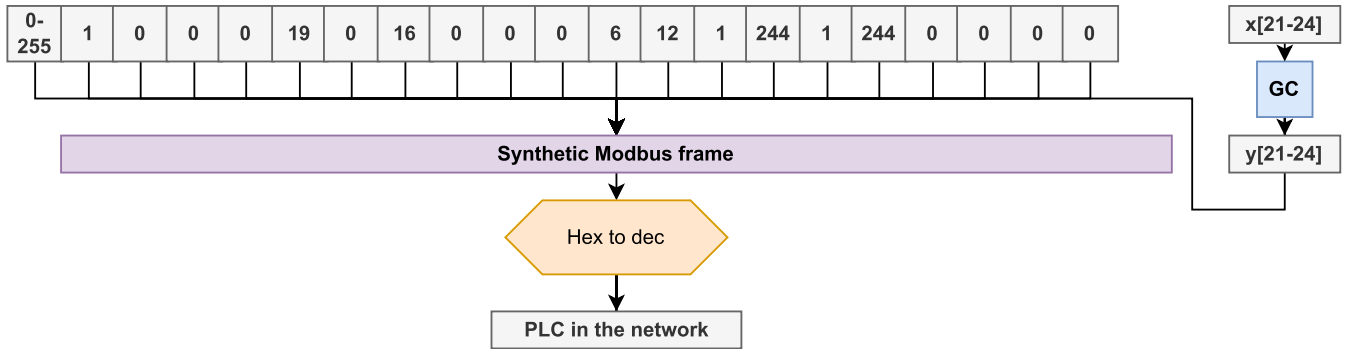 0-
255 1 0 0 0 19 0 16 0 0 0 6 12 1 244 1 244 0 0 0 0
x[21-24]
GC
y[21-24]
Synthetic Modbus frame
Hex to dec
PLC in the network